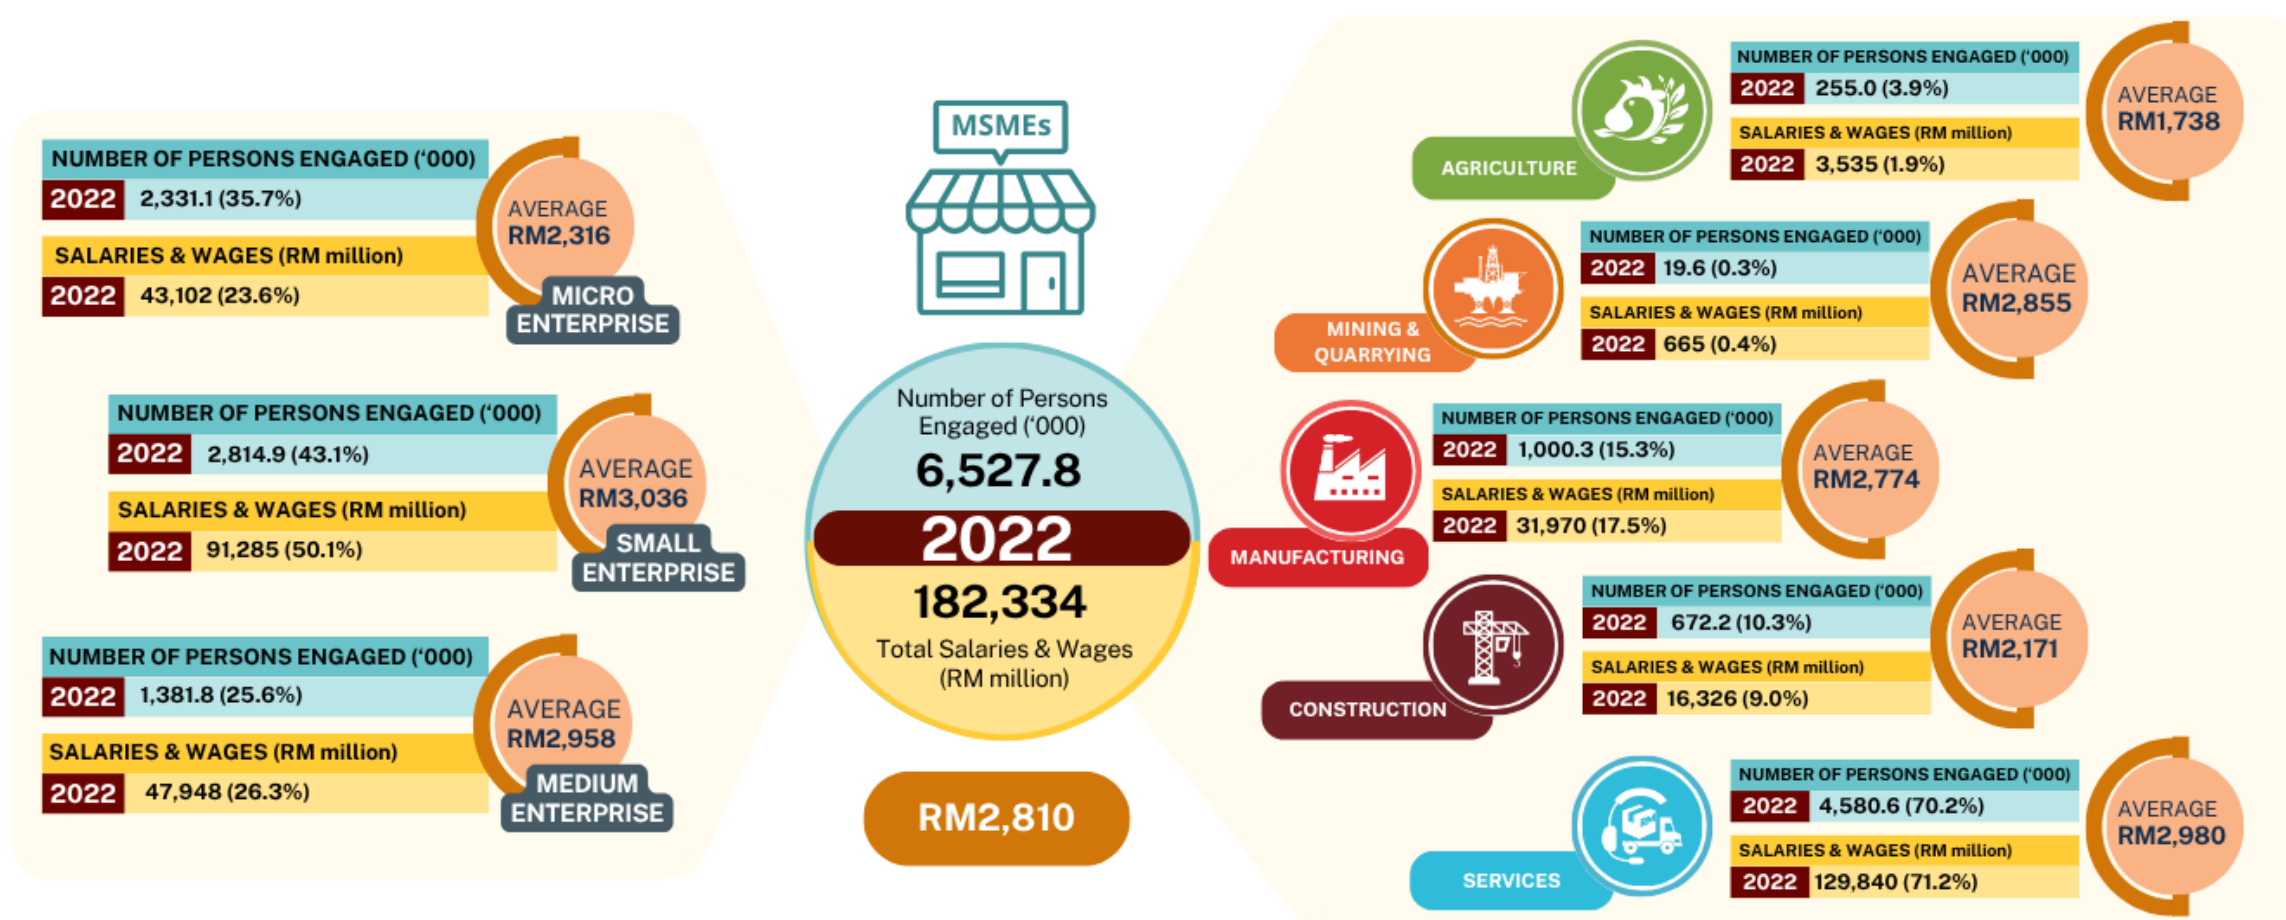 NUMBER OF PERSONS ENGAGED (‘000)
2022 2,331.1 (35.7%)
SALARIES & WAGES (RM million)
2022 43,102 (23.6%)
AVERAGE
RM2,316
MICRO
ENTERPRISE
NUMBER OF PERSONS ENGAGED (‘000)
2022 2,814.9 (43.1%)
SALARIES & WAGES (RM million)
2022 91,285 (50.1%)
AVERAGE
RM3,036
SMALL
ENTERPRISE
NUMBER OF PERSONS ENGAGED (‘000)
2022 1,381.8 (25.6%)
SALARIES & WAGES (RM million)
2022 47,948 (26.3%)
AVERAGE
RM2,958
MEDIUM
ENTERPRISE
MSMEs
Number of Persons
Engaged (‘000)
6,527.8
2022
182,334
Total Salaries & Wages
(RM million)
RM2,810
AGRICULTURE
NUMBER OF PERSONS ENGAGED (‘000)
2022 255.0 (3.9%)
SALARIES & WAGES (RM million)
2022 3,535 (1.9%)
AVERAGE
RM1,738
MINING &
QUARRYING
NUMBER OF PERSONS ENGAGED (‘000)
2022 19.6 (0.3%)
SALARIES & WAGES (RM million)
2022 665 (0.4%)
AVERAGE
RM2,855
MANUFACTURING
NUMBER OF PERSONS ENGAGED (‘000)
2022 1,000.3 (15.3%)
SALARIES & WAGES (RM million)
2022 31,970 (17.5%)
AVERAGE
RM2,774
CONSTRUCTION
NUMBER OF PERSONS ENGAGED (‘000)
2022 672.2 (10.3%)
SALARIES & WAGES (RM million)
2022 16,326 (9.0%)
AVERAGE
RM2,171
SERVICES
RM
NUMBER OF PERSONS ENGAGED (‘000)
2022 4,580.6 (70.2%)
SALARIES & WAGES (RM million)
2022 129,840 (71.2%)
AVERAGE
RM2,980